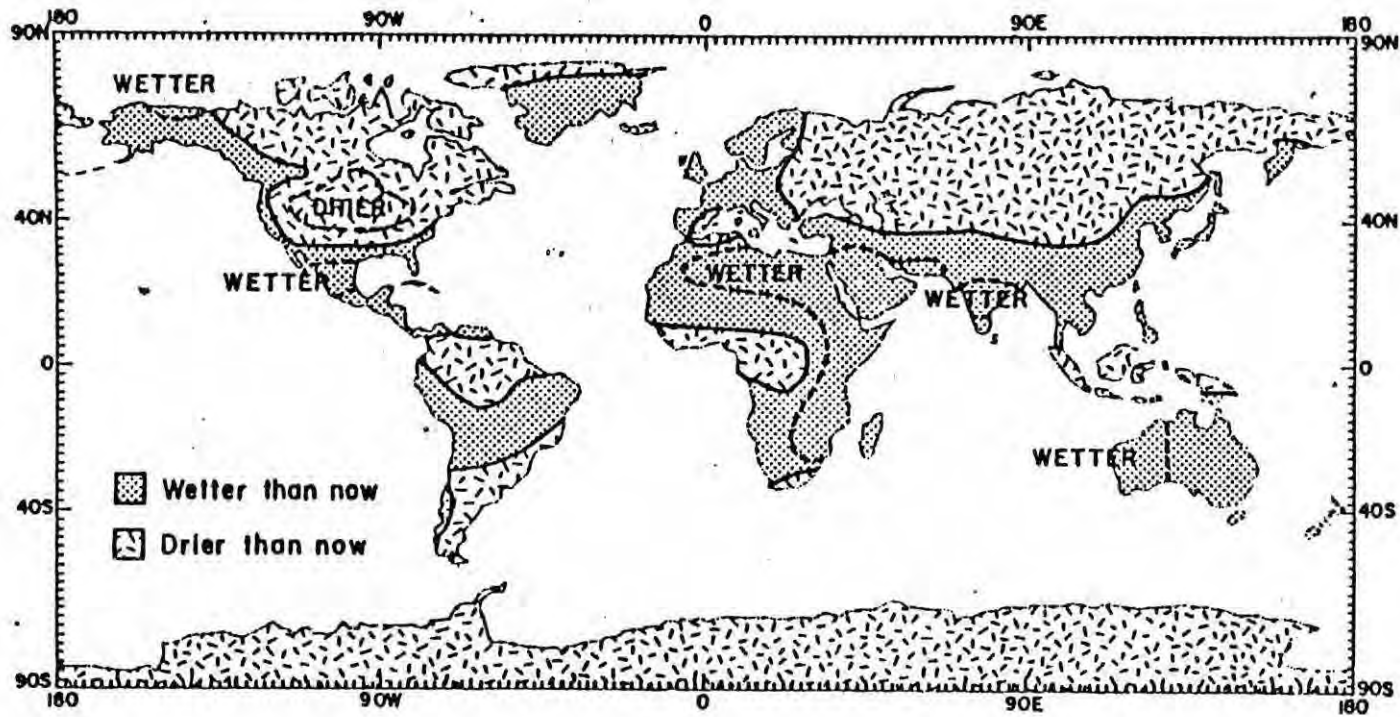 180 90W 0 90E 180
90N 90N
WETTER
40N DRIER 40N
WETTER WETTER WETTER
0 0
WETTER
Wetter than now
40S 40S
Drier than now
90S 90S
180 90W 0 90E 180